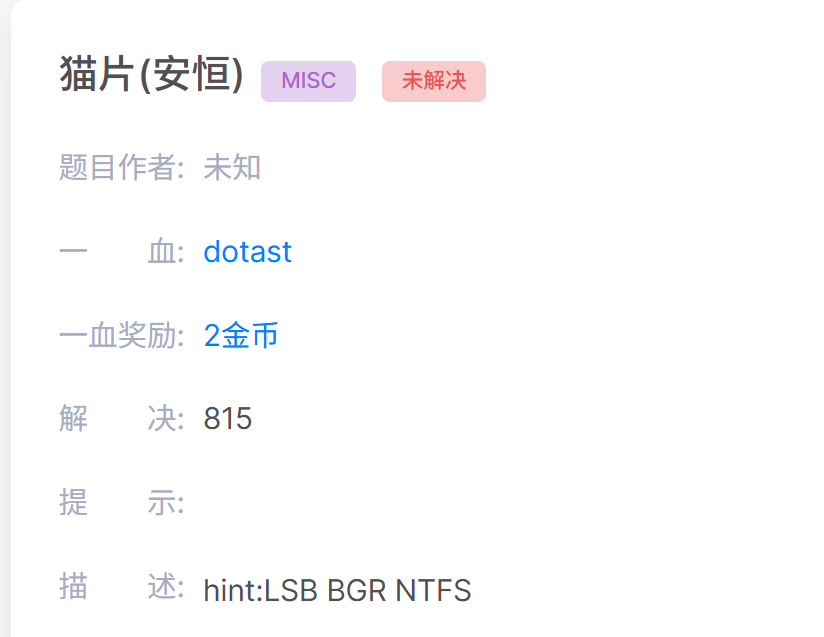 猫片(安恒) MISC 未解决
题目作者: 未知
一 血: dotast
一血奖励: 2金币
解 决: 815
提 示:
描 述: hint:LSB BGR NTFS